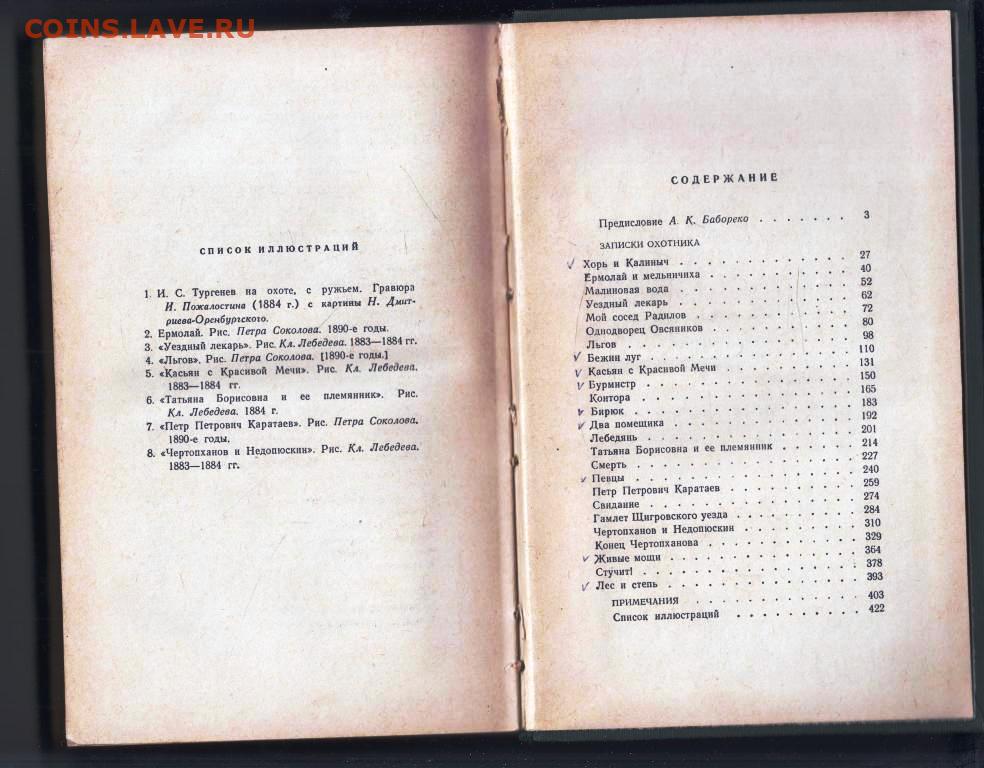 COINS.LAVE.RU
СПИСОК ИЛЛЮСТРАЦИЙ
1. И. С. Тургенев на охоте, с ружьем. Гравюра
И. Пожалостина (1884 г.) с картины Н. Дмит-
риева-Оренбургского.
2. Ермолай. Рис. Петра Соколова. 1890-е годы.
3. «Уездный лекарь». Рис. Кл. Лебедева. 1883—1884 гг.
4. «Льгов». Рис. Петра Соколова. [1890-е годы.]
5. «Касьян с Красивой Мечи». Рис. Кл. Лебедева.
1883—1884 гг.
6. «Татьяна Борисовна и ее племянник». Рис.
Кл. Лебедева. 1884 г.
7. «Петр Петрович Каратаев». Рис. Петра Соколова.
1890-е годы.
8. «Чертопханов и Недопюскин». Рис. Кл. Лебедева.
1883—1884 гг.
СОДЕРЖАНИЕ
Предисловие А. К. Бабореко . . . . . . . 3
ЗАПИСКИ ОХОТНИКА
Хорь и Калиныч . . . . . . . . . . . 27
Ермолай и мельничиха . . . . . . . . . . 40
Малиновая вода . . . . . . . . . . . 52
Уездный лекарь . . . . . . . . . . . 62
Мой сосед Радилов . . . . . . . . . . 72
Однодворец Овсяников . . . . . . . . . 80
Льгов . . . . . . . . . . . . . 98
Бежин луг . . . . . . . . . . . . 110
Касьян с Красивой Мечи . . . . . . . . . 131
Бурмистр . . . . . . . . . . . . 150
Контора . . . . . . . . . . . . 165
Бирюк . . . . . . . . . . . . . 183
Два помещика . . . . . . . . . . . 192
Лебедянь . . . . . . . . . . . . 201
Татьяна Борисовна и ее племянник . . . . . . 214
Смерть . . . . . . . . . . . . . 227
Певцы . . . . . . . . . . . . . 240
Петр Петрович Каратаев . . . . . . . . 259
Свидание . . . . . . . . . . . . 274
Гамлет Щигровского уезда . . . . . . . . 284
Чертопханов и Недопюскин . . . . . . . . 310
Конец Чертопханова . . . . . . . . . . 329
Живые мощи . . . . . . . . . . . 364
Стучит! . . . . . . . . . . . . . 378
Лес и степь . . . . . . . . . . . . 393
ПРИМЕЧАНИЯ . . . . . . . . . . . 403
Список иллюстраций . . . . . . . . . 422